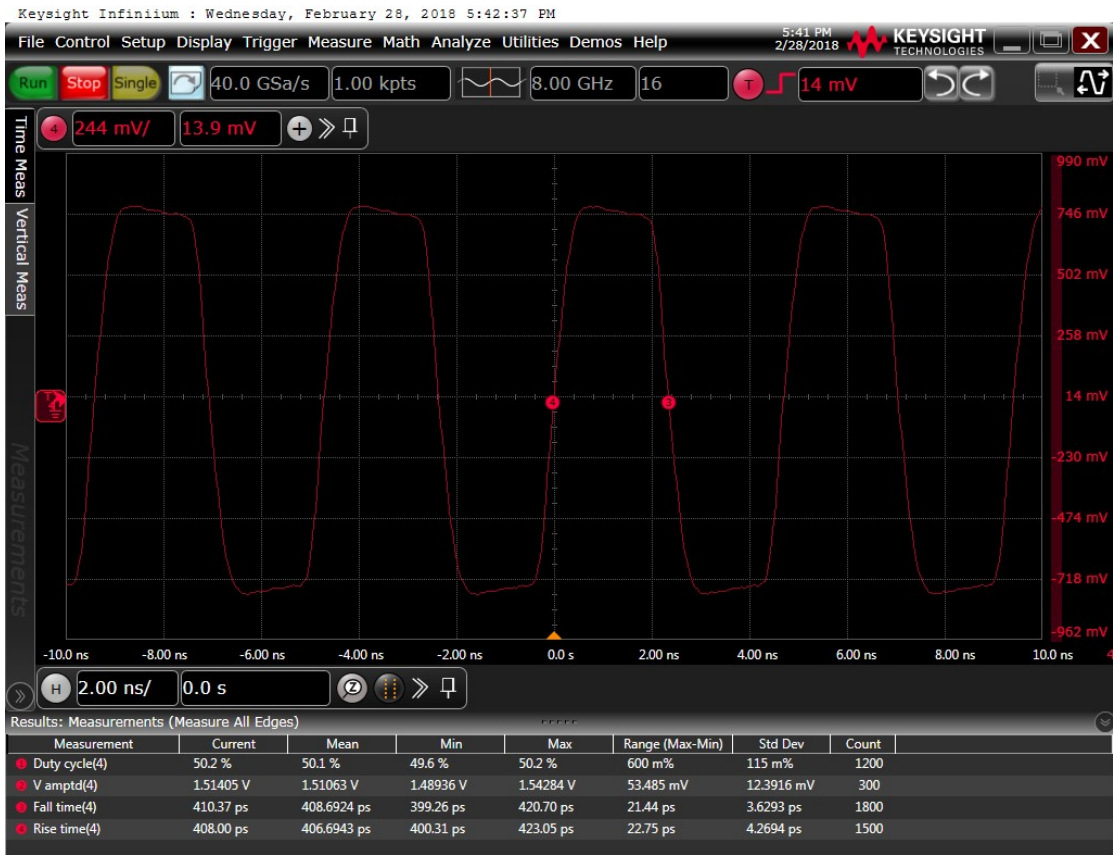 Keysight Infiniium : Wednesday, February 28, 2018 5:42:37 PM
File Control Setup Display Trigger Measure Math Analyze Utilities Demos Help 5:41 PM 2/28/2018 KEYSIGHT TECHNOLOGIES X
Run Stop Single 40.0 GSa/s 1.00 kpts 8.00 GHz 16 T 14 mV
4 244 mV/ 13.9 mV +
Time Meas
Vertical Meas
Measurements
990 mV
746 mV
502 mV
258 mV
T 4 3 14 mV
-230 mV
-474 mV
-718 mV
-962 mV
-10.0 ns -8.00 ns -6.00 ns -4.00 ns -2.00 ns 0.0 s 2.00 ns 4.00 ns 6.00 ns 8.00 ns 10.0 ns 4
H 2.00 ns/ 0.0 s Z
Results: Measurements (Measure All Edges)
Measurement Current Mean Min Max Range (Max-Min) Std Dev Count
1 Duty cycle(4) 50.2 % 50.1 % 49.6 % 50.2 % 600 m% 115 m% 1200
2 V amptd(4) 1.51405 V 1.51063 V 1.48936 V 1.54284 V 53.485 mV 12.3916 mV 300
3 Fall time(4) 410.37 ps 408.6924 ps 399.26 ps 420.70 ps 21.44 ps 3.6293 ps 1800
4 Rise time(4) 408.00 ps 406.6943 ps 400.31 ps 423.05 ps 22.75 ps 4.2694 ps 1500